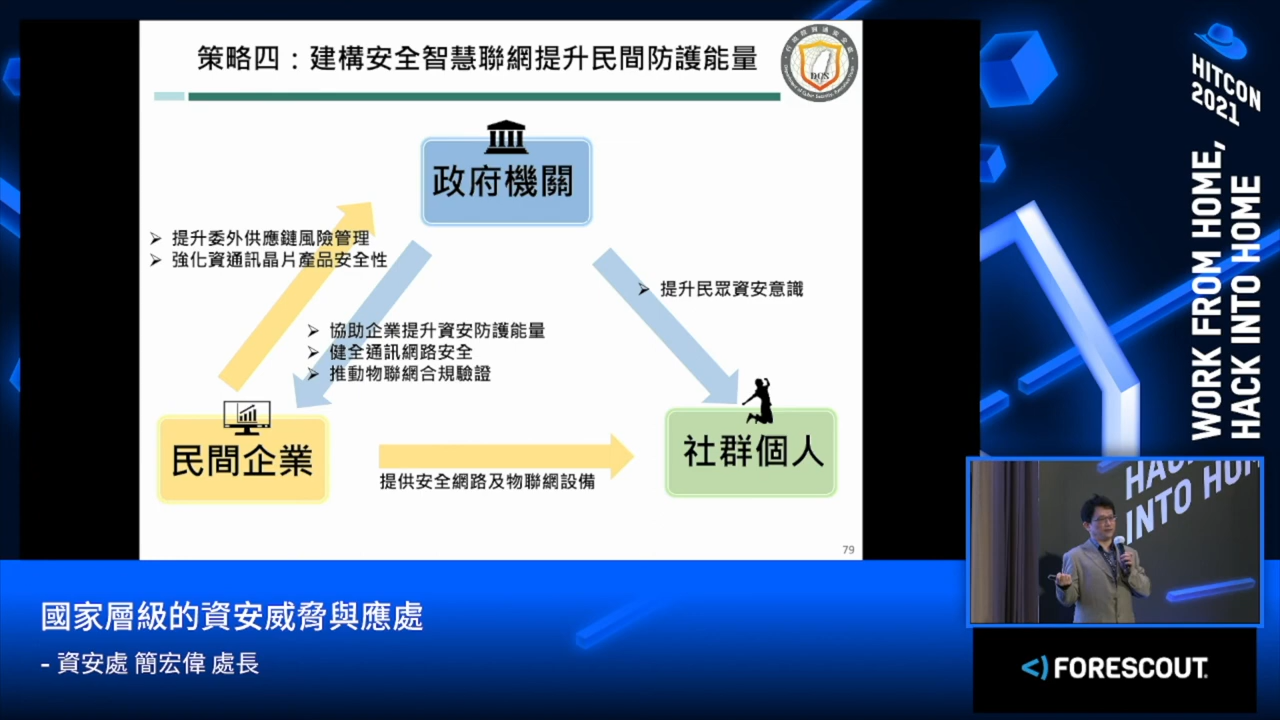 策略四：建構安全智慧聯網提升民間防護能量
DCS
政府機關
➢ 提升委外供應鏈風險管理
➢ 強化資通訊晶片產品安全性
➢ 提升民眾資安意識
➢ 協助企業提升資安防護能量
➢ 健全通訊網路安全
➢ 推動物聯網合規驗證
民間企業
社群個人
提供安全網路及物聯網設備
79
HITCON
2021
WORK FROM HOME,
HACK INTO HOME
INTO
國家層級的資安威脅與應處
- 資安處 簡宏偉 處長
FORESCOUT